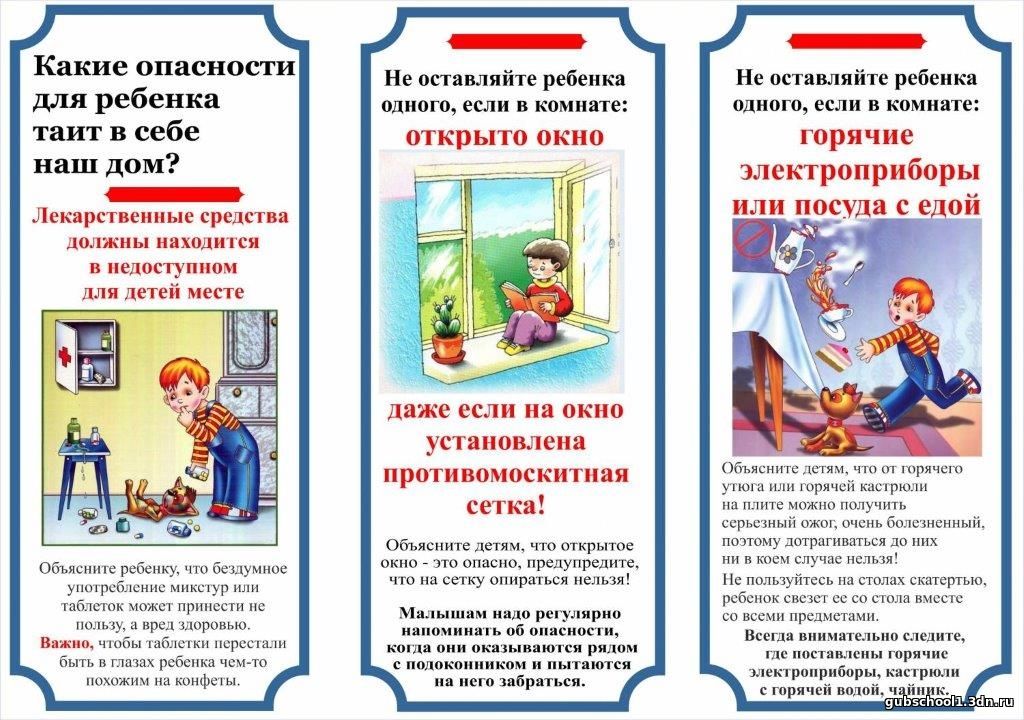 Какие опасности
для ребенка
таит в себе
наш дом?
Лекарственные средства
должны находится
в недоступном
для детей месте
Объясните ребенку, что бездумное
употребление микстур или
таблеток может принести не
пользу, а вред здоровью.
Важно, чтобы таблетки перестали
быть в глазах ребенка чем-то
похожим на конфеты.
Не оставляйте ребенка
одного, если в комнате:
открыто окно
даже если на окно
установлена
противомоскитная
сетка!
Объясните детям, что открытое
окно - это опасно, предупредите,
что на сетку опираться нельзя!
Малышам надо регулярно
напоминать об опасности,
когда они оказываются рядом
с подоконником и пытаются
на него забраться.
Не оставляйте ребенка
одного, если в комнате:
горячие
электроприборы
или посуда с едой
Объясните детям, что от горячего
утюга или горячей кастрюли
на плите можно получить
серьезный ожог, очень болезненный,
поэтому дотрагиваться до них
ни в коем случае нельзя!
Не пользуйтесь на столах скатертью,
ребенок свезет ее со стола вместе
со всеми предметами.
Всегда внимательно следите,
где поставлены горячие
электроприборы, кастрюли
с горячей водой, чайник.
gubschool1.3dn.ru